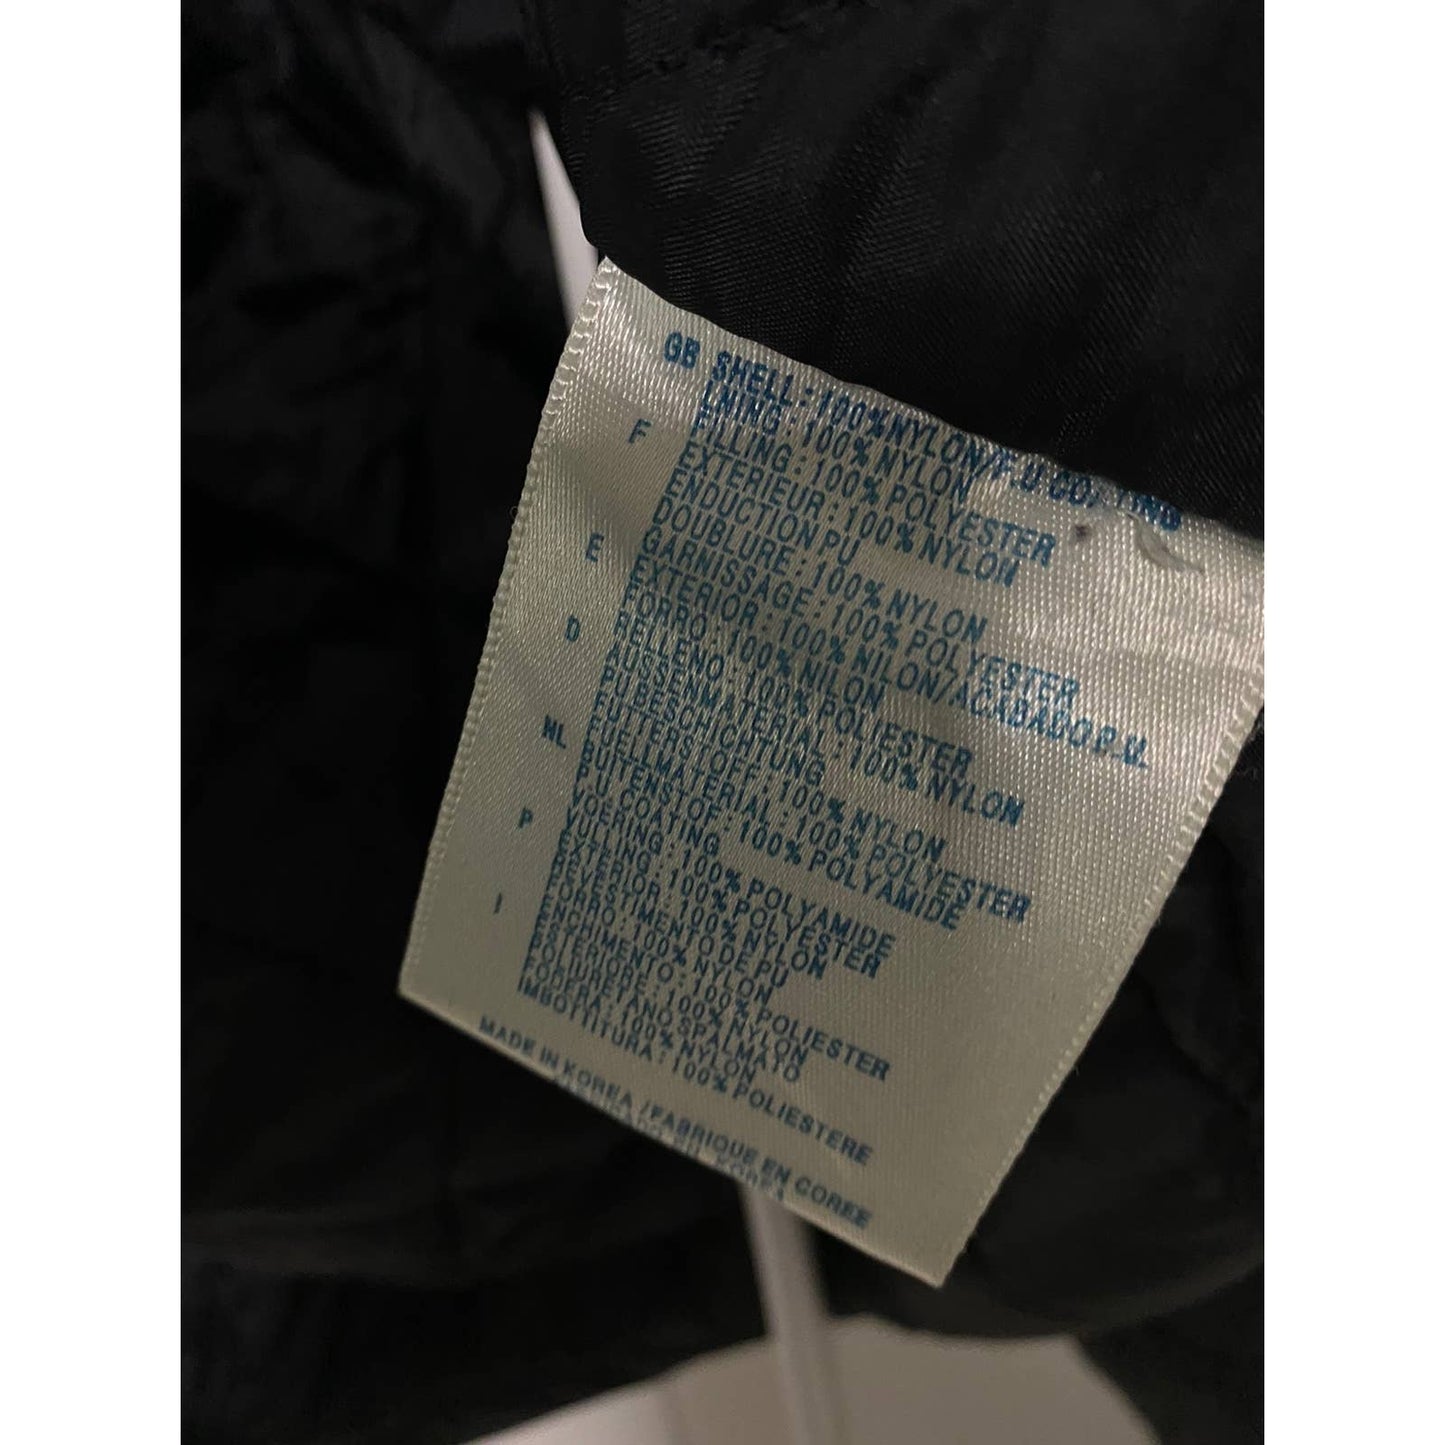 GB SHELL:100%NYLON/P.U COATING
LNING:100%NYLON
FILLING:100%POLYESTER
F EXTERIEUR:100%NYLON
ENDUCTION PU
DOUBLURE:100%NYLON
GARNISSAGE:100%POLYESTER
E EXTERIOR:100%NILON/ACABADO P.U.
FORRO:100%NILON
RELLENO:100%POLIESTER
D AUSSENMATERIAL:100%NYLON
PUBESCHICHTUNG
FUTTERSTOFF:100%NYLON
FUELLMATERIAL:100%POLYESTER
NL BUITENSTOF:100%POLYAMIDE
PU COATING
VOERING:100%POLYAMIDE
VULLING:100%POLYESTER
P EXTERIOR:100%NYLON
REVESTIMENTO DE PU
FORRO:100%NYLON
ENCHIMENTO:100%POLIESTER
I ESTERIORE:100%NYLON
POLIURETANO SPALMATO
FODERA:100%NYLON
IMBOTTITURA:100%POLIESTERE
MADE IN KOREA/FABRIQUE EN COREE
EN KOREA